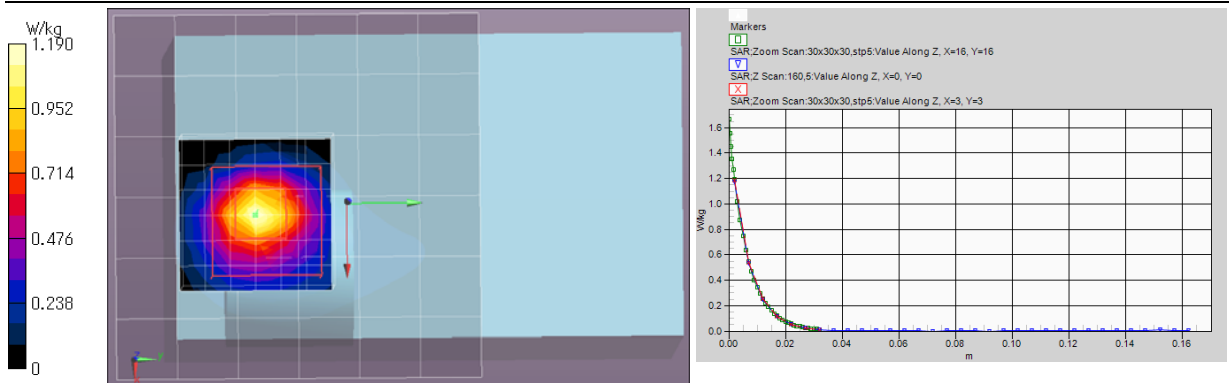 W/kg
1.190
0.952
0.714
0.476
0.238
0
z
y
Markers
SAR;Zoom Scan:30x30x30,stp5:Value Along Z, X=16, Y=16
SAR;Z Scan:160,5:Value Along Z, X=0, Y=0
SAR;Zoom Scan:30x30x30,stp5:Value Along Z, X=3, Y=3
W/kg
1.6
1.4
1.2
1.0
0.8
0.6
0.4
0.2
0.0
0.00 0.02 0.04 0.06 0.08 0.10 0.12 0.14 0.16
m